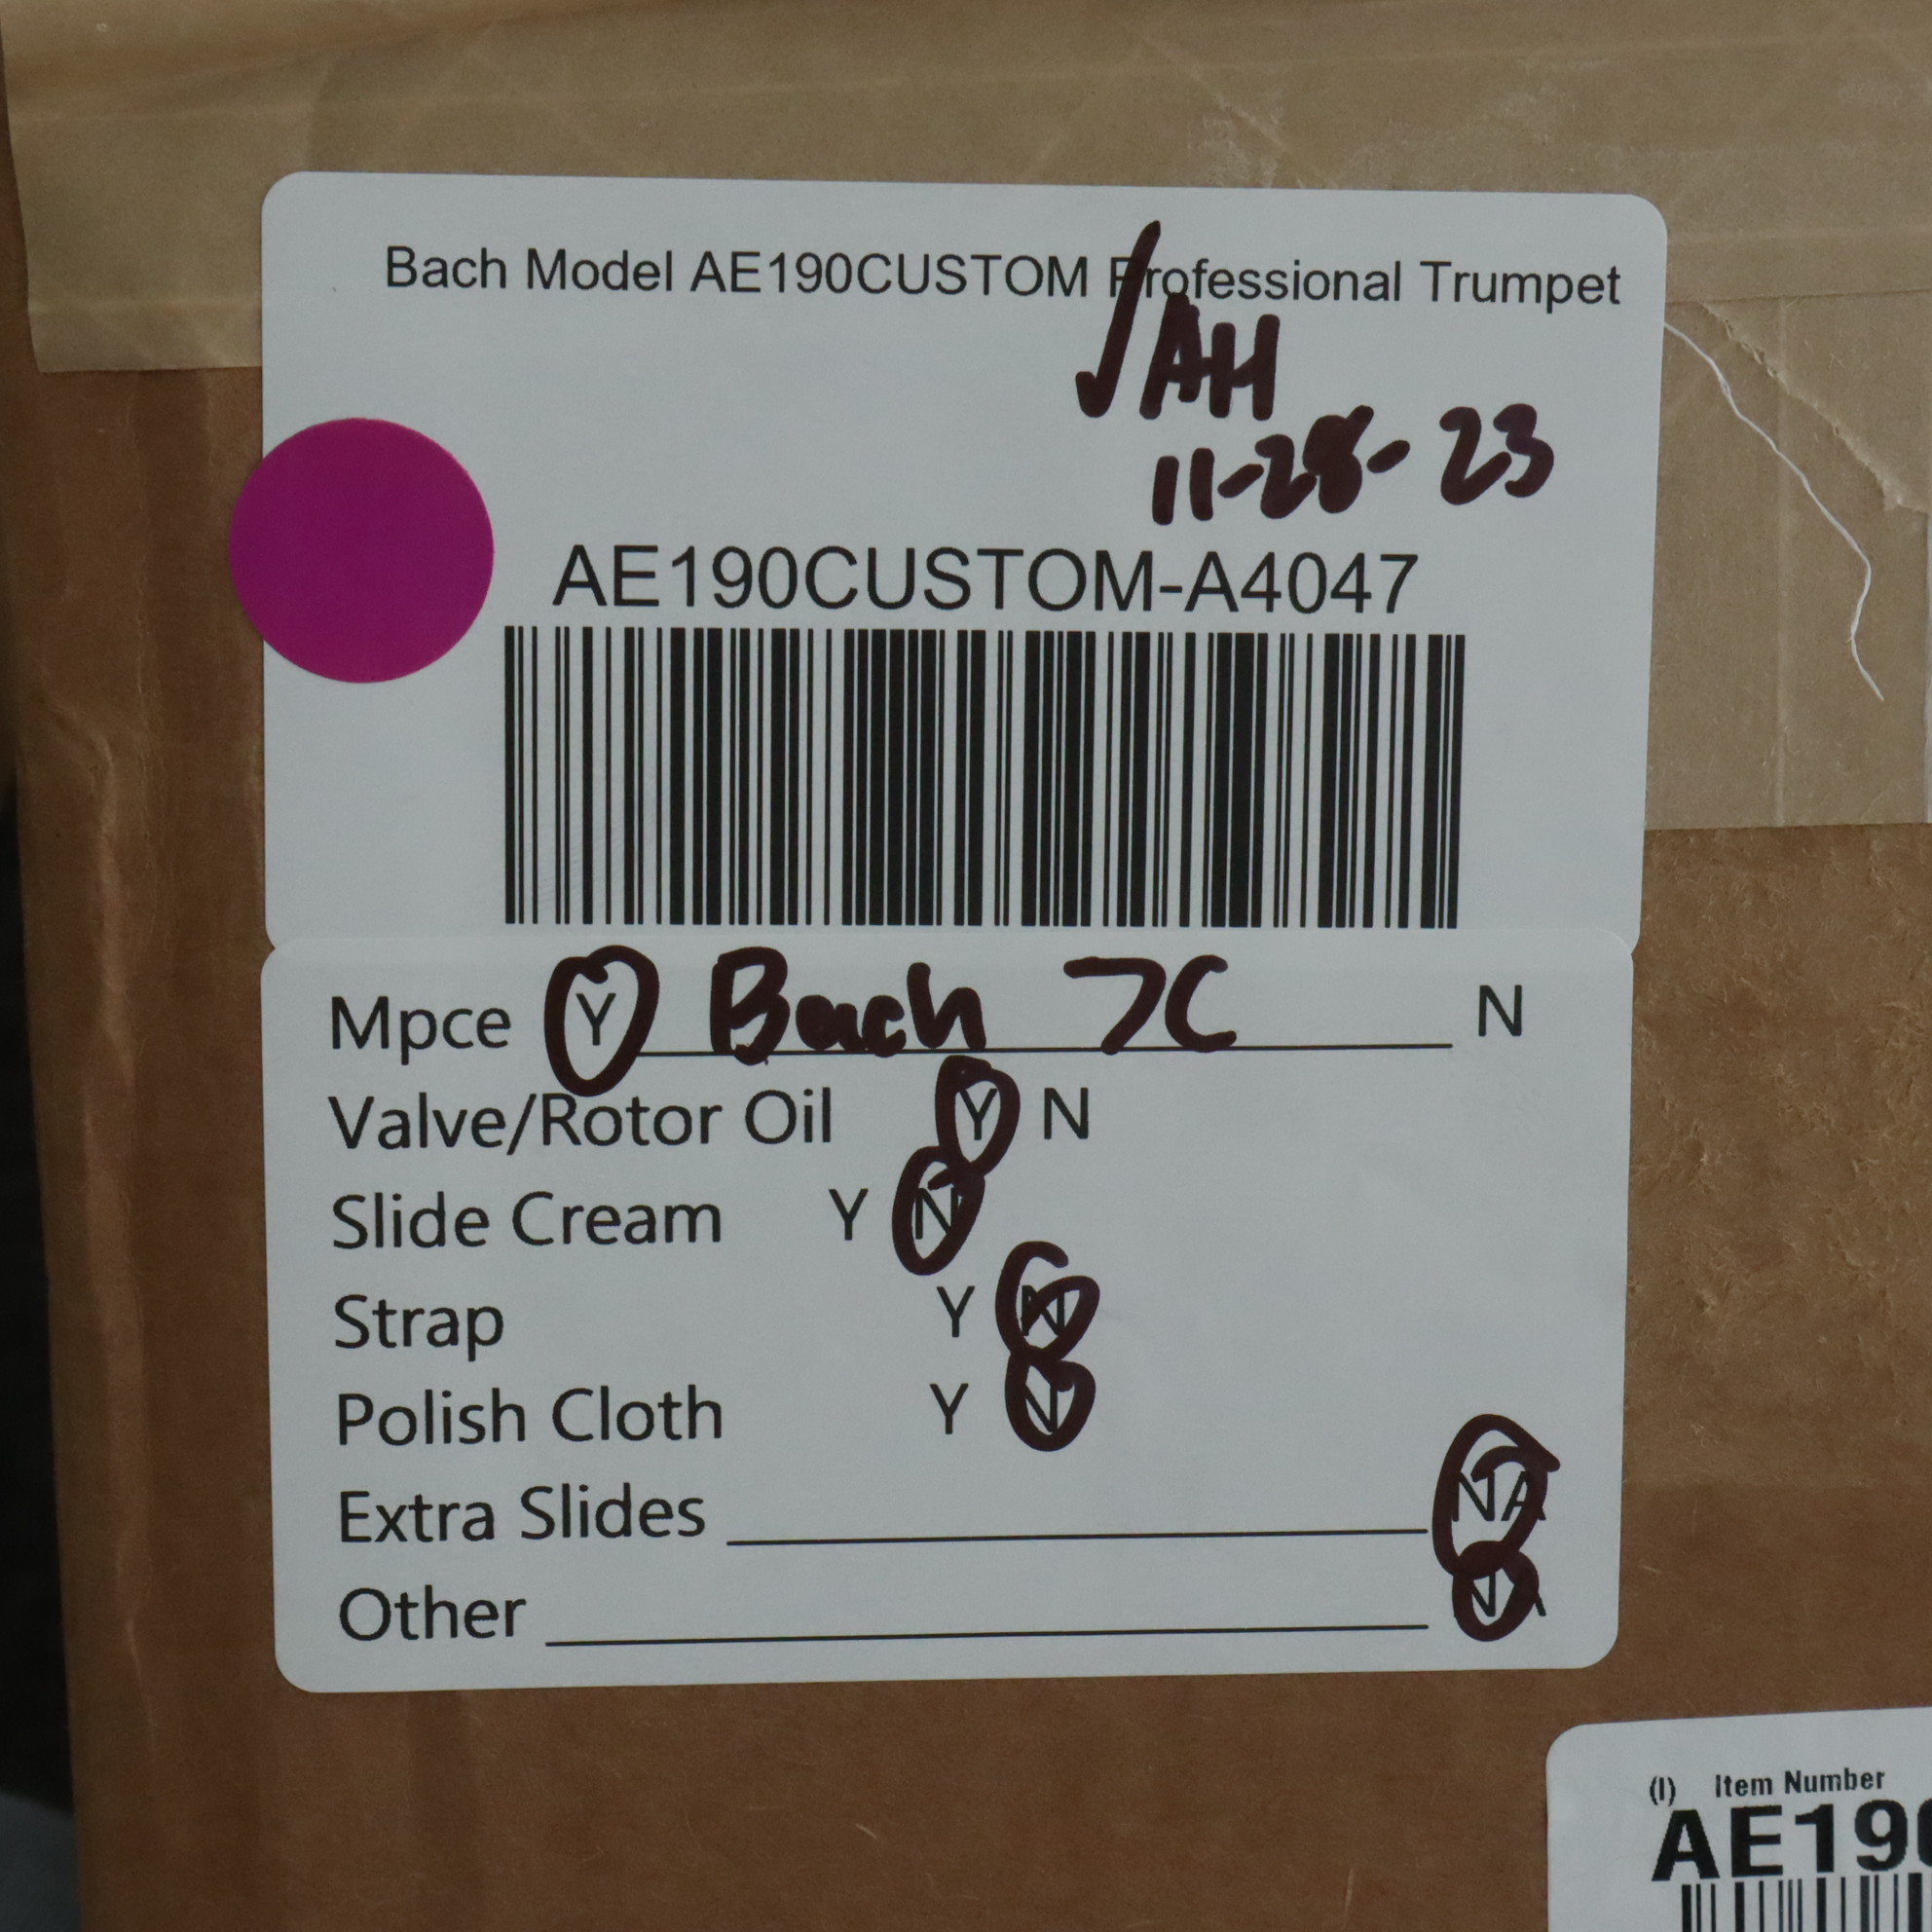 Bach Model AE190CUSTOM Professional Trumpet
√AH
11-28-23
AE190CUSTOM-A4047
Mpce Y Bach 7C N
Valve/Rotor Oil Y N
Slide Cream Y N
Strap Y N
Polish Cloth Y N
Extra Slides NA
Other NA
(I) Item Number
AE190